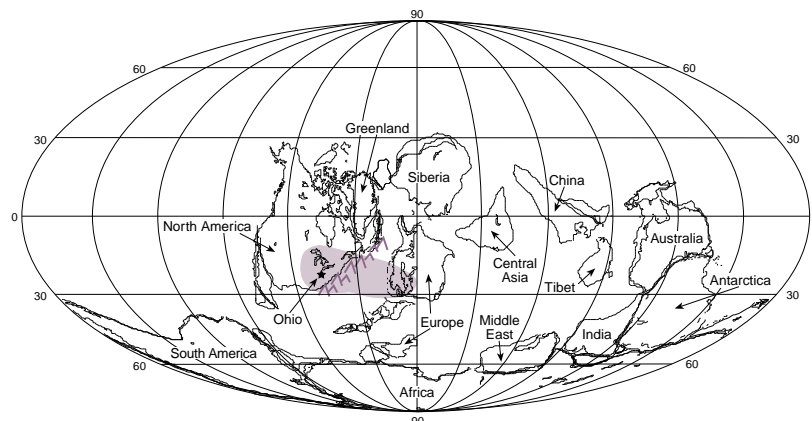 90
60
60
30
Greenland
30
Siberia
China
0
North America
0
Australia
Central
Asia
Tibet
Antarctica
30
30
Ohio
Europe
Middle
East
India
South America
60
60
Africa
90